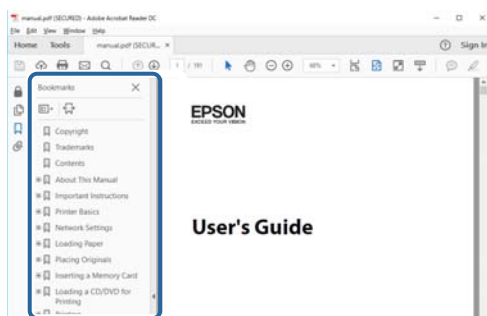 manual.pdf (SECURED) - Adobe Acrobat Reader DC
File Edit View Window Help
Home Tools manual.pdf (SECUR... ×
Sign In
1 / 191
Bookmarks
Copyright
Trademarks
Contents
About This Manual
Important Instructions
Printer Basics
Network Settings
Loading Paper
Placing Originals
Inserting a Memory Card
Loading a CD/DVD for
Printing
Printing
EPSON
EXCEED YOUR VISION
User's Guide